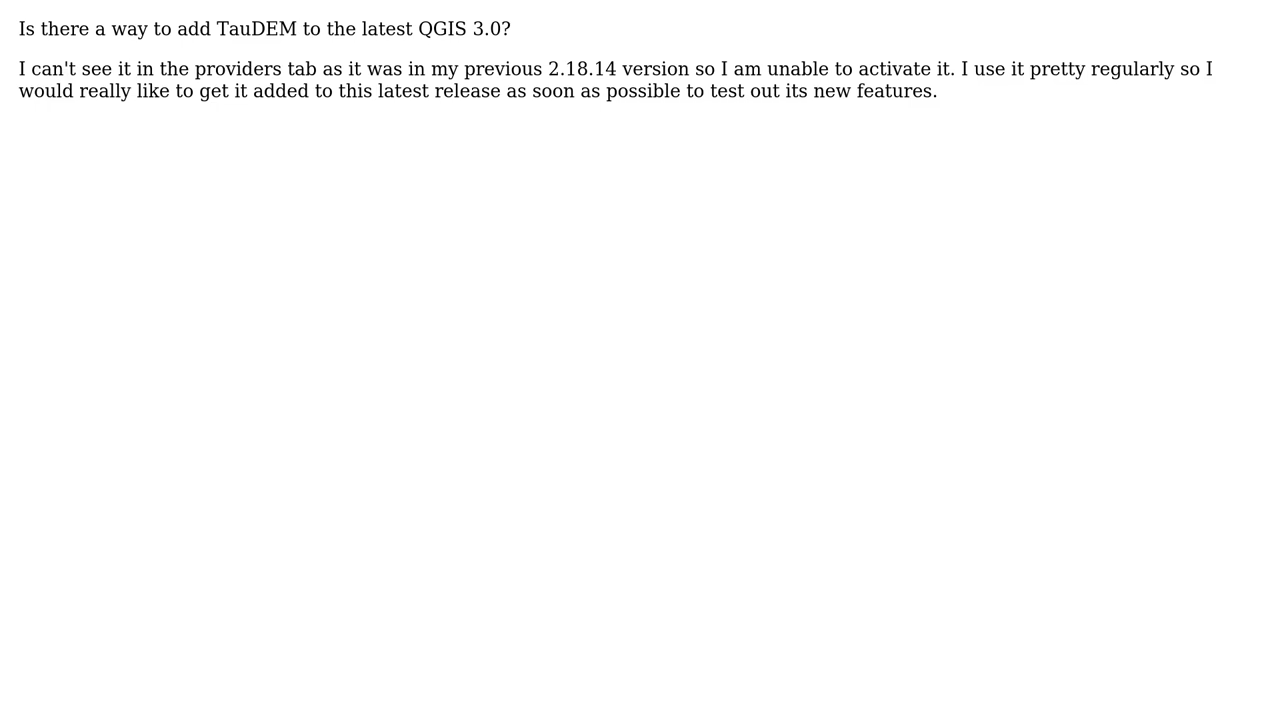 Is there a way to add TauDEM to the latest QGIS 3.0?
I can't see it in the providers tab as it was in my previous 2.18.14 version so I am unable to activate it. I use it pretty regularly so I
would really like to get it added to this latest release as soon as possible to test out its new features.